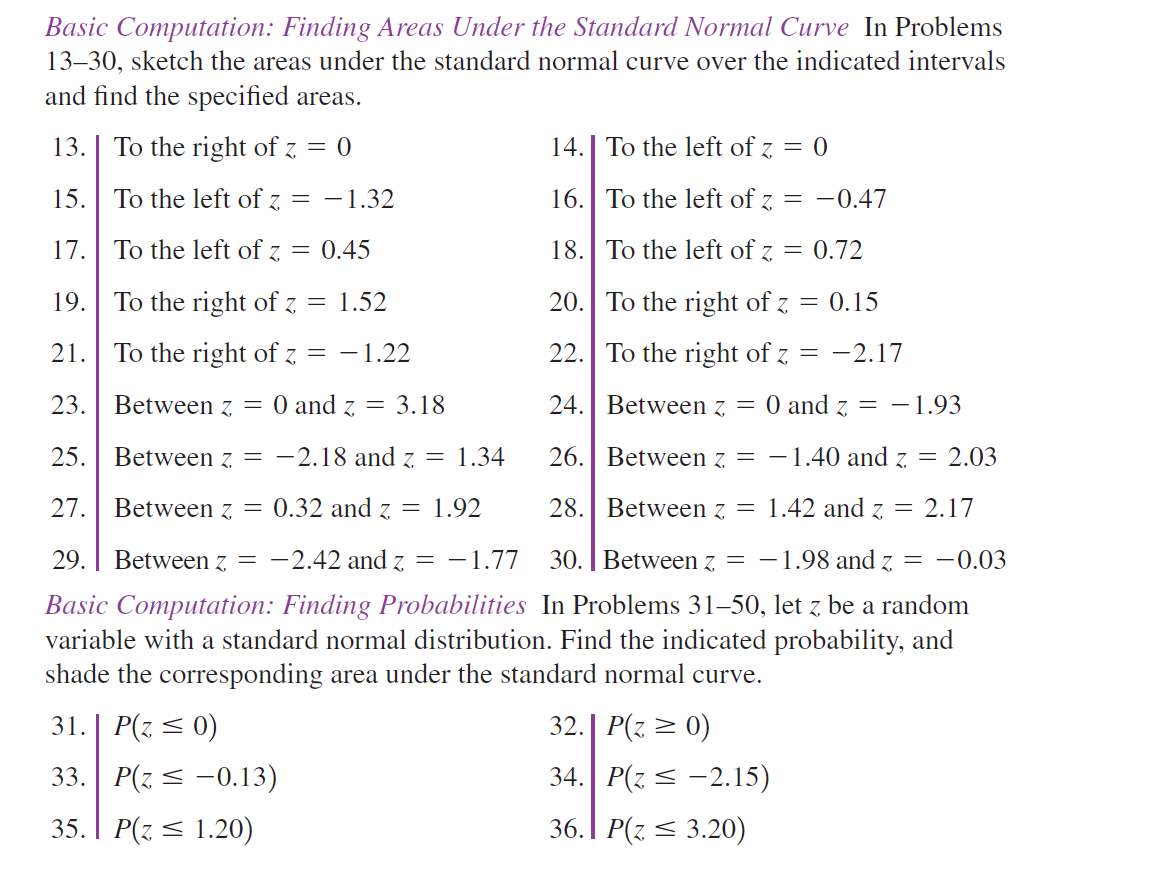 Basic Computation: Finding Areas Under the Standard Normal Curve In Problems
13–30, sketch the areas under the standard normal curve over the indicated intervals
and find the specified areas.
13. To the right of z = 0 14. To the left of z = 0
15. To the left of z = −1.32 16. To the left of z = −0.47
17. To the left of z = 0.45 18. To the left of z = 0.72
19. To the right of z = 1.52 20. To the right of z = 0.15
21. To the right of z = −1.22 22. To the right of z = −2.17
23. Between z = 0 and z = 3.18 24. Between z = 0 and z = −1.93
25. Between z = −2.18 and z = 1.34 26. Between z = −1.40 and z = 2.03
27. Between z = 0.32 and z = 1.92 28. Between z = 1.42 and z = 2.17
29. Between z = −2.42 and z = −1.77 30. Between z = −1.98 and z = −0.03
Basic Computation: Finding Probabilities In Problems 31–50, let z be a random
variable with a standard normal distribution. Find the indicated probability, and
shade the corresponding area under the standard normal curve.
31. P(z ≤ 0) 32. P(z ≥ 0)
33. P(z ≤ −0.13) 34. P(z ≤ −2.15)
35. P(z ≤ 1.20) 36. P(z ≤ 3.20)